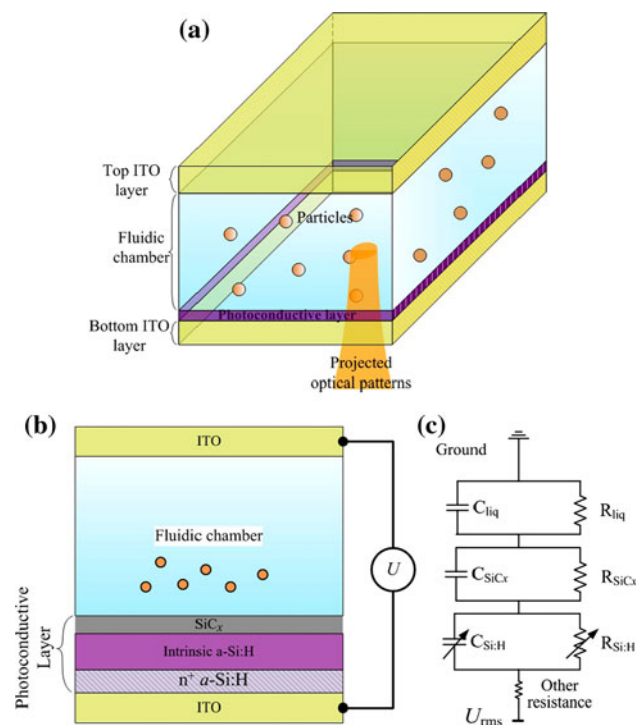 (a)
Top ITO
layer
Fluidic
chamber
Particles
Photoconductive layer
Bottom ITO
layer
Projected
optical patterns
(b)
ITO
Fluidic chamber
SiCx
Intrinsic a-Si:H
n+ a-Si:H
ITO
Photoconductive
Layer
U
(c)
Ground
Cliq
Rliq
CSiCx
RSiCx
CSi:H
RSi:H
Other
resistance
Urms